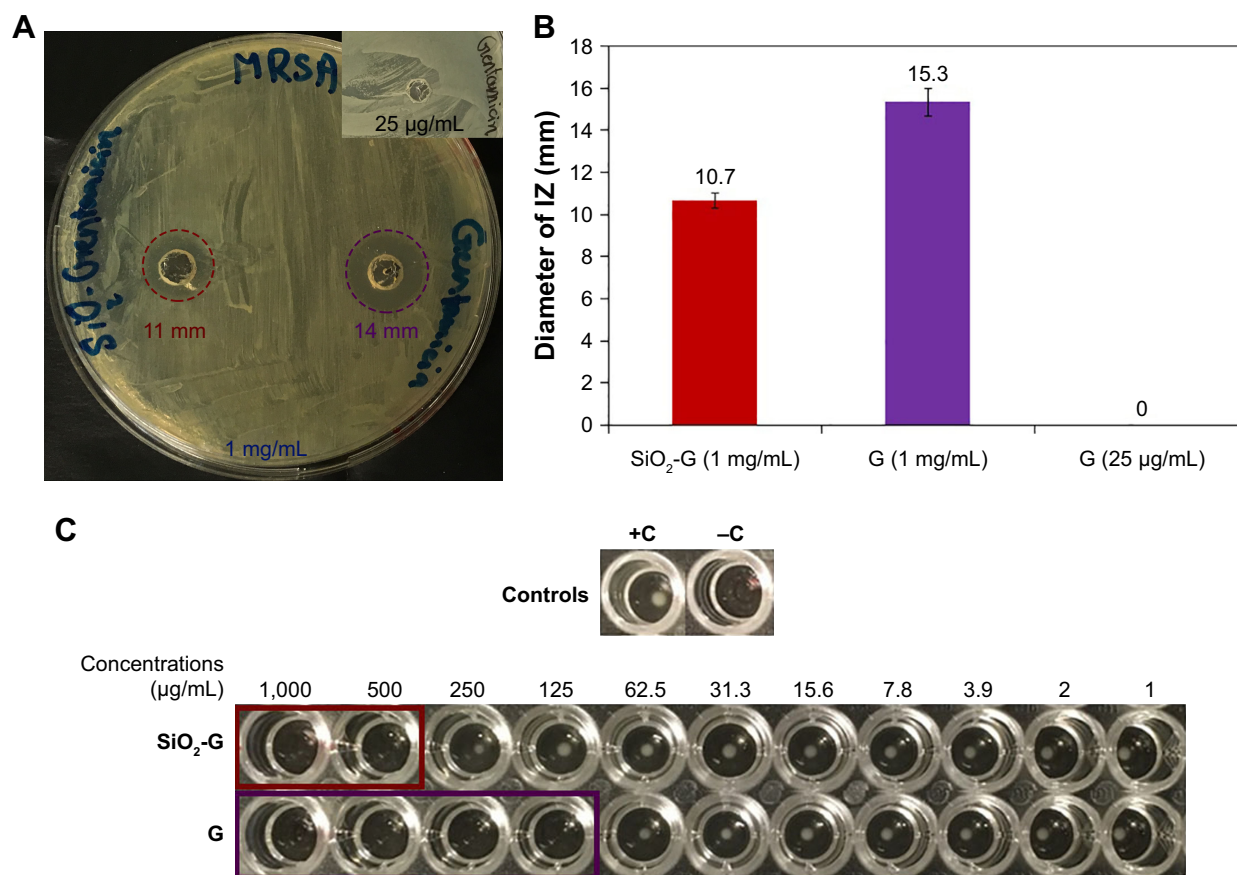 A
MRSA
Gentamicin
25 µg/mL
SiO2-Gentamicin
Gentamicin
11 mm
14 mm
1 mg/mL
B
Diameter of IZ (mm)
18
16
14
12
10
8
6
4
2
0
10.7
15.3
0
SiO₂-G (1 mg/mL)
G (1 mg/mL)
G (25 µg/mL)
C
+C
–C
Controls
Concentrations
(µg/mL)
1,000 500 250 125 62.5 31.3 15.6 7.8 3.9 2 1
SiO₂-G
G